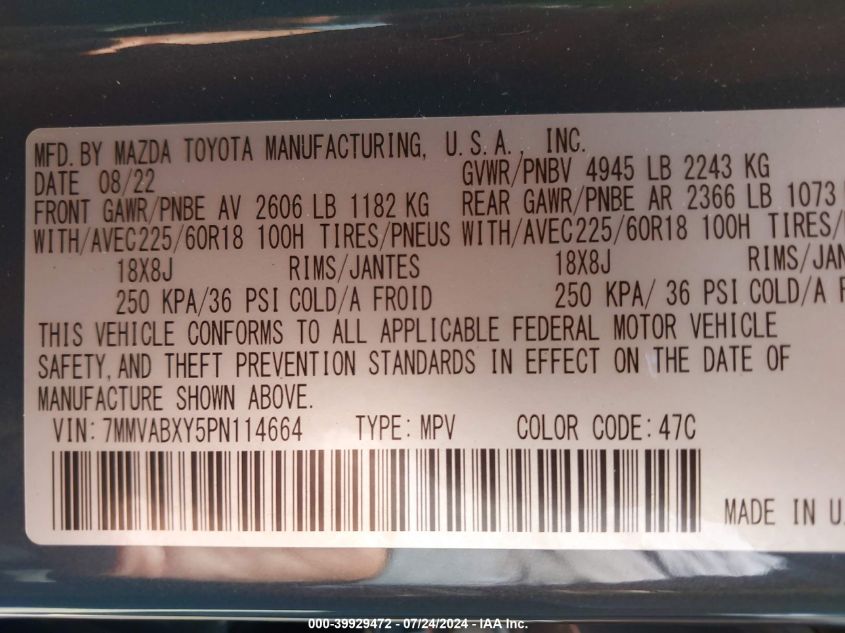 MFD. BY MAZDA TOYOTA MANUFACTURING, U.S.A., INC.
DATE 08/22 GVWR/PNBV 4945 LB 2243 KG
FRONT GAWR/PNBE AV 2606 LB 1182 KG REAR GAWR/PNBE AR 2366 LB 1073
WITH/AVEC225/60R18 100H TIRES/PNEUS WITH/AVEC225/60R18 100H TIRES/
18X8J RIMS/JANTES 18X8J RIMS/JAN
250 KPA/36 PSI COLD/A FROID 250 KPA/ 36 PSI COLD/A F
THIS VEHICLE CONFORMS TO ALL APPLICABLE FEDERAL MOTOR VEHICLE
SAFETY, AND THEFT PREVENTION STANDARDS IN EFFECT ON THE DATE OF
MANUFACTURE SHOWN ABOVE.
VIN: 7MMVABXY5PN114664 TYPE: MPV COLOR CODE: 47C
MADE IN U.
000-39929472 - 07/24/2024 - IAA Inc.